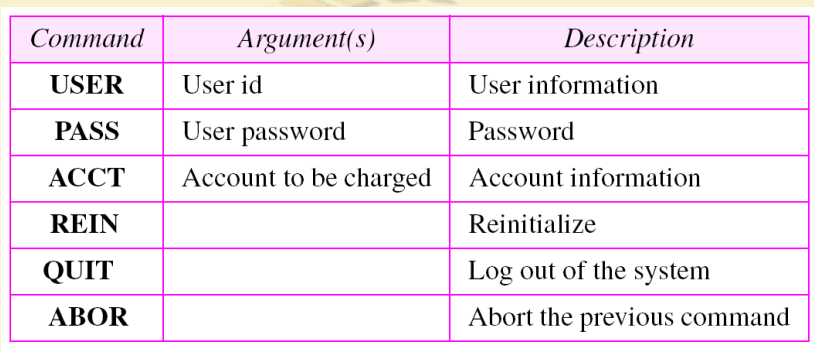 Command Argument(s) Description
USER User id User information
PASS User password Password
ACCT Account to be charged Account information
REIN Reinitialize
QUIT Log out of the system
ABOR Abort the previous command